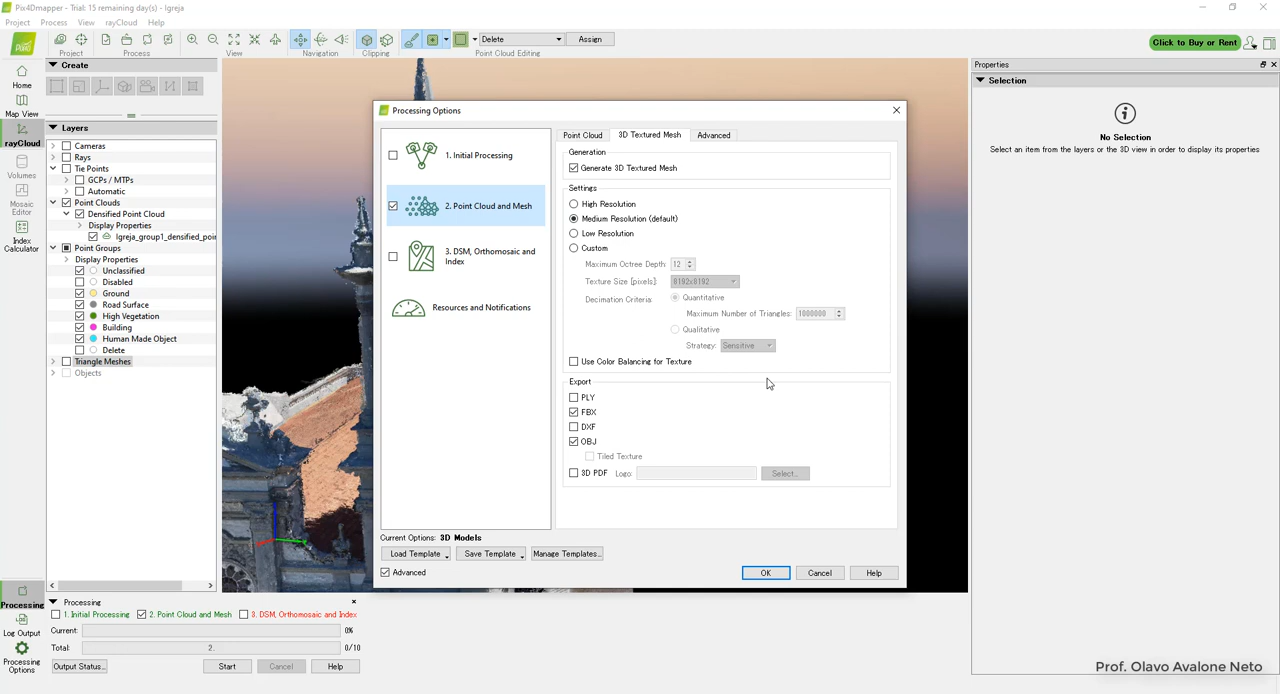 Pix4Dmapper - Trial: 15 remaining day(s) - Igreja
Project Process View rayCloud Help
Project Process View Navigation Clipping Point Cloud Editing
Delete Assign
Click to Buy or Rent
Home
Map View
rayCloud
Volumes
Mosaic Editor
Index Calculator
Processing
Log Output
Processing Options
Create
Layers
Cameras
Rays
Tie Points
GCPs / MTPs
Automatic
Point Clouds
Densified Point Cloud
Display Properties
Igreja_group1_densified_poir
Point Groups
Display Properties
Unclassified
Disabled
Ground
Road Surface
High Vegetation
Building
Human Made Object
Delete
Triangle Meshes
Objects
Processing
1. Initial Processing 2. Point Cloud and Mesh 3. DSM, Orthomosaic and Index
Current: 0%
Total: 2. 0/10
Output Status... Start Cancel Help
Processing Options
1. Initial Processing
2. Point Cloud and Mesh
3. DSM, Orthomosaic and
Index
Resources and Notifications
Point Cloud 3D Textured Mesh Advanced
Generation
Generate 3D Textured Mesh
Settings
High Resolution
Medium Resolution (default)
Low Resolution
Custom
Maximum Octree Depth: 12
Texture Size [pixels]: 8192x8192
Decimation Criteria: Quantitative
Maximum Number of Triangles: 1000000
Qualitative
Strategy: Sensitive
Use Color Balancing for Texture
Export
PLY
FBX
DXF
OBJ
Tiled Texture
3D PDF Logo: Select...
Current Options: 3D Models
Load Template Save Template Manage Templates...
Advanced
OK Cancel Help
Properties
Selection
No Selection
Select an item from the layers or the 3D view in order to display its properties
Prof. Olavo Avalone Neto